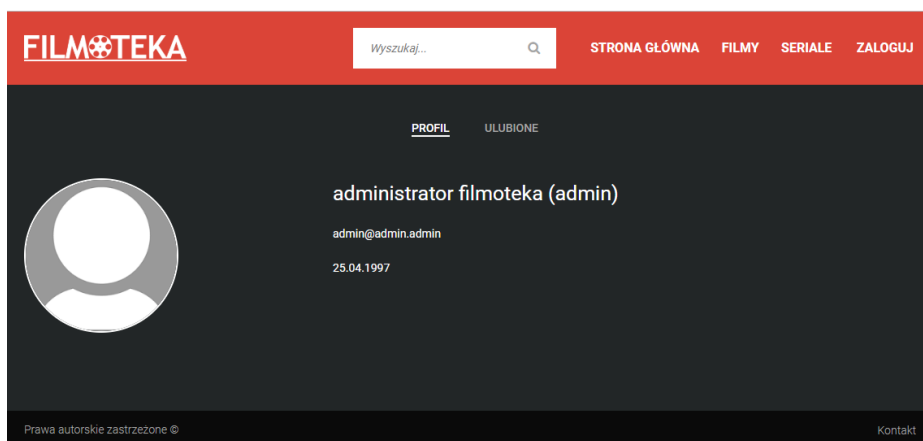 FILMOTEKA
Wyszukaj...
STRONA GŁÓWNA FILMY SERIALE ZALOGUJ
PROFIL ULUBIONE
administrator filmoteka (admin)
admin@admin.admin
25.04.1997
Prawa autorskie zastrzeżone ©
Kontakt